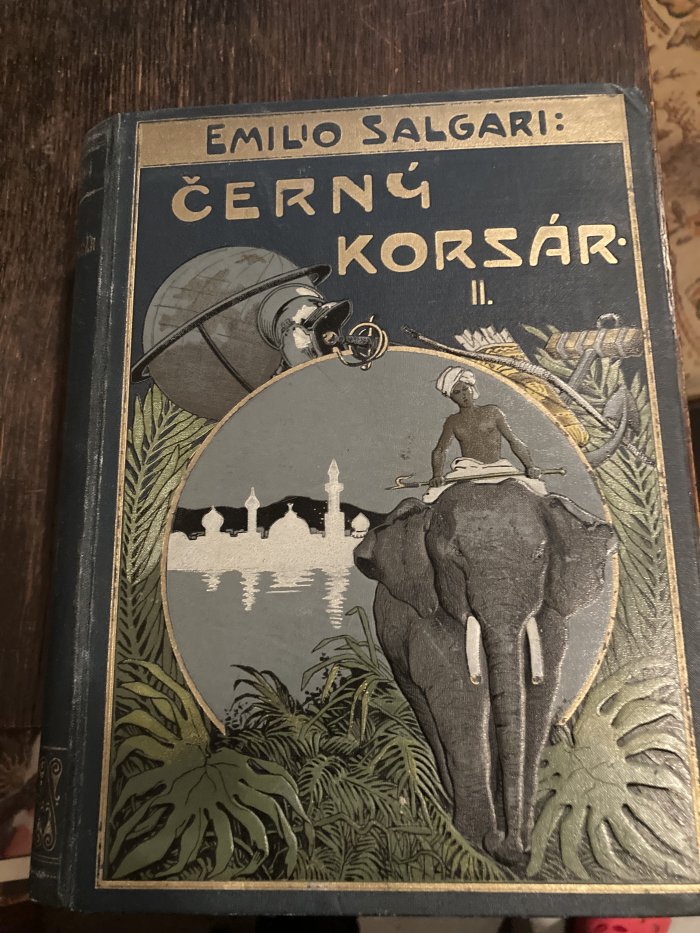 EMILIO SALGARI:
ČERNÝ
KORSÁR.
II.